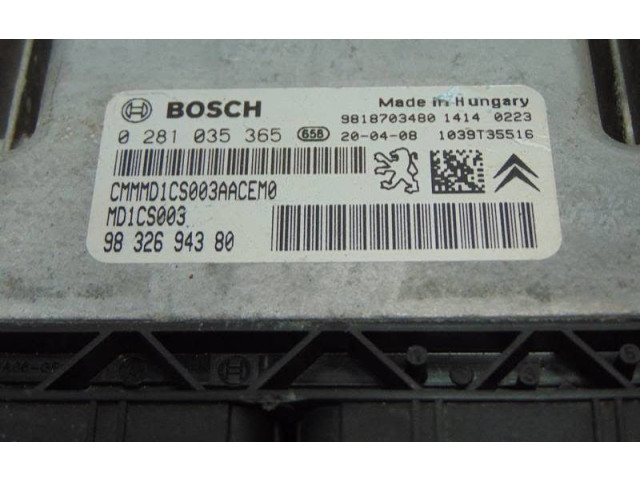 BOSCH
Made in Hungary
9818703480 1414 0223
0 281 035 365 658 20-04-08 1039T35516
CMMMD1CS003AACEM0
MD1CS003
98 326 943 80